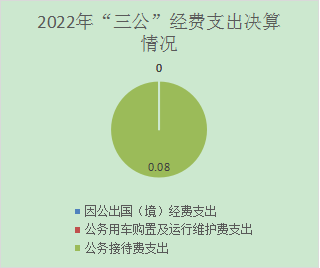 2022年“三公”经费支出决算
情况
0
0.08
因公出国（境）经费支出
公务用车购置及运行维护费支出
公务接待费支出